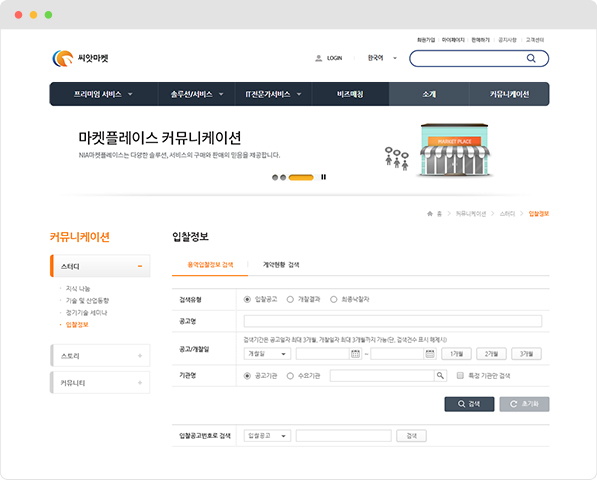 회원가입 마이페이지 판매하기 공지사항 고객센터
씨앗마켓
LOGIN 한국어
프리미엄 서비스 솔루션/서비스 IT전문가서비스 비즈매칭 소개 커뮤니케이션
마켓플레이스 커뮤니케이션
NIA마켓플레이스는 다양한 솔루션, 서비스의 구매와 판매의 믿음을 제공합니다.
MARKET PLACE
홈 > 커뮤니케이션 > 스터디 > 입찰정보
커뮤니케이션
스터디
지식 나눔
기술 및 산업동향
정기기술 세미나
입찰정보
스토리
커뮤니티
입찰정보
용역입찰정보 검색 계약현황 검색
검색유형 입찰공고 개찰결과 최종낙찰자
공고명
검색기간은 공고일자 최대 3개월, 개찰일자 최대 3개월까지 가능(단, 검색건수 표시 해제시)
공고/개찰일 개찰일 ~ 1개월 2개월 3개월
기관명 공고기관 수요기관 특정 기관만 검색
검색 초기화
입찰공고번호로 검색 입찰공고 검색